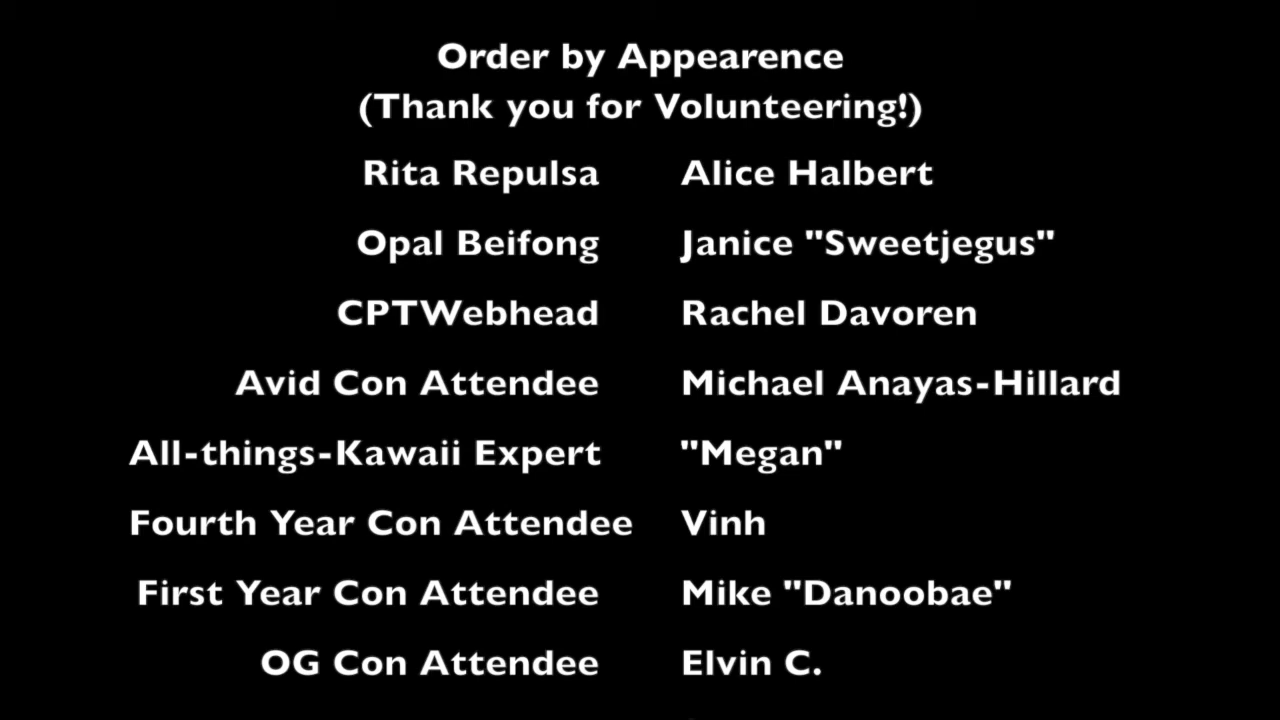 Order by Appearence
(Thank you for Volunteering!)
Rita Repulsa Alice Halbert
Opal Beifong Janice "Sweetjegus"
CPTWebhead Rachel Davoren
Avid Con Attendee Michael Anayas-Hillard
All-things-Kawaii Expert "Megan"
Fourth Year Con Attendee Vinh
First Year Con Attendee Mike "Danoobae"
OG Con Attendee Elvin C.